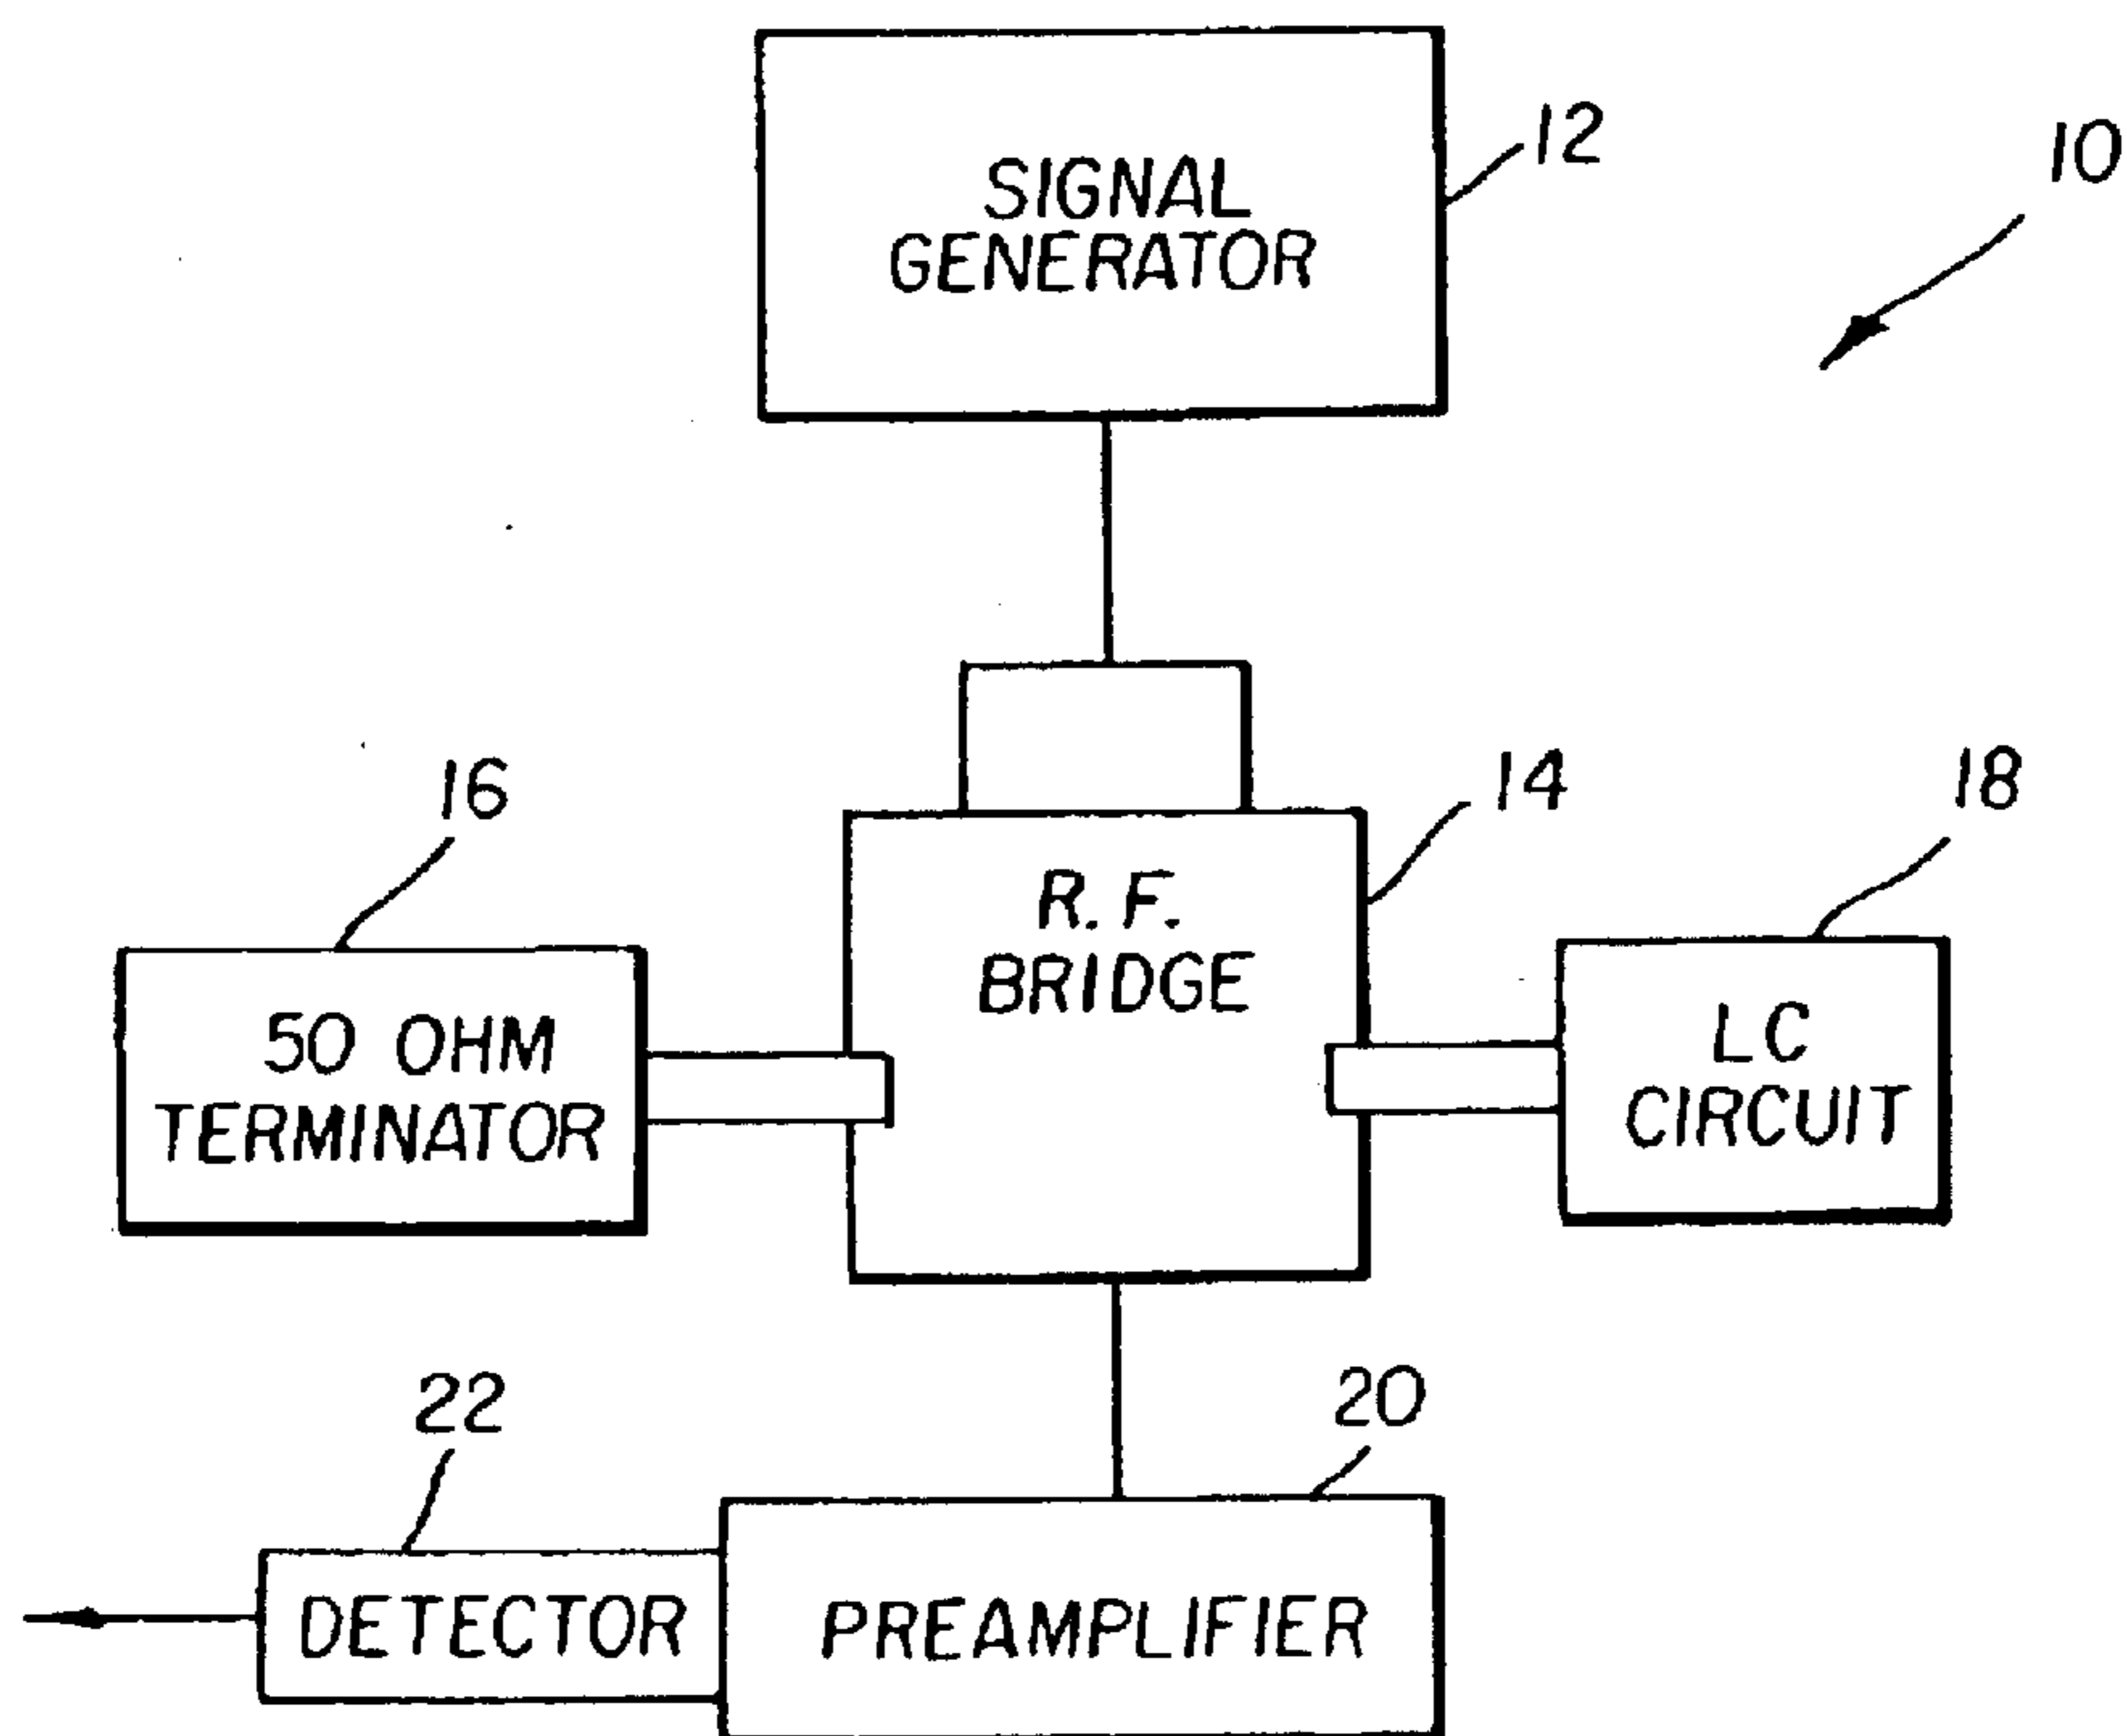 SIGNAL
GENERATOR
12
10
16
14
18
R.F.
BRIDGE
50 OHM
TERMINATOR
LC
CIRCUIT
22
20
DETECTOR
PREAMPLIFIER